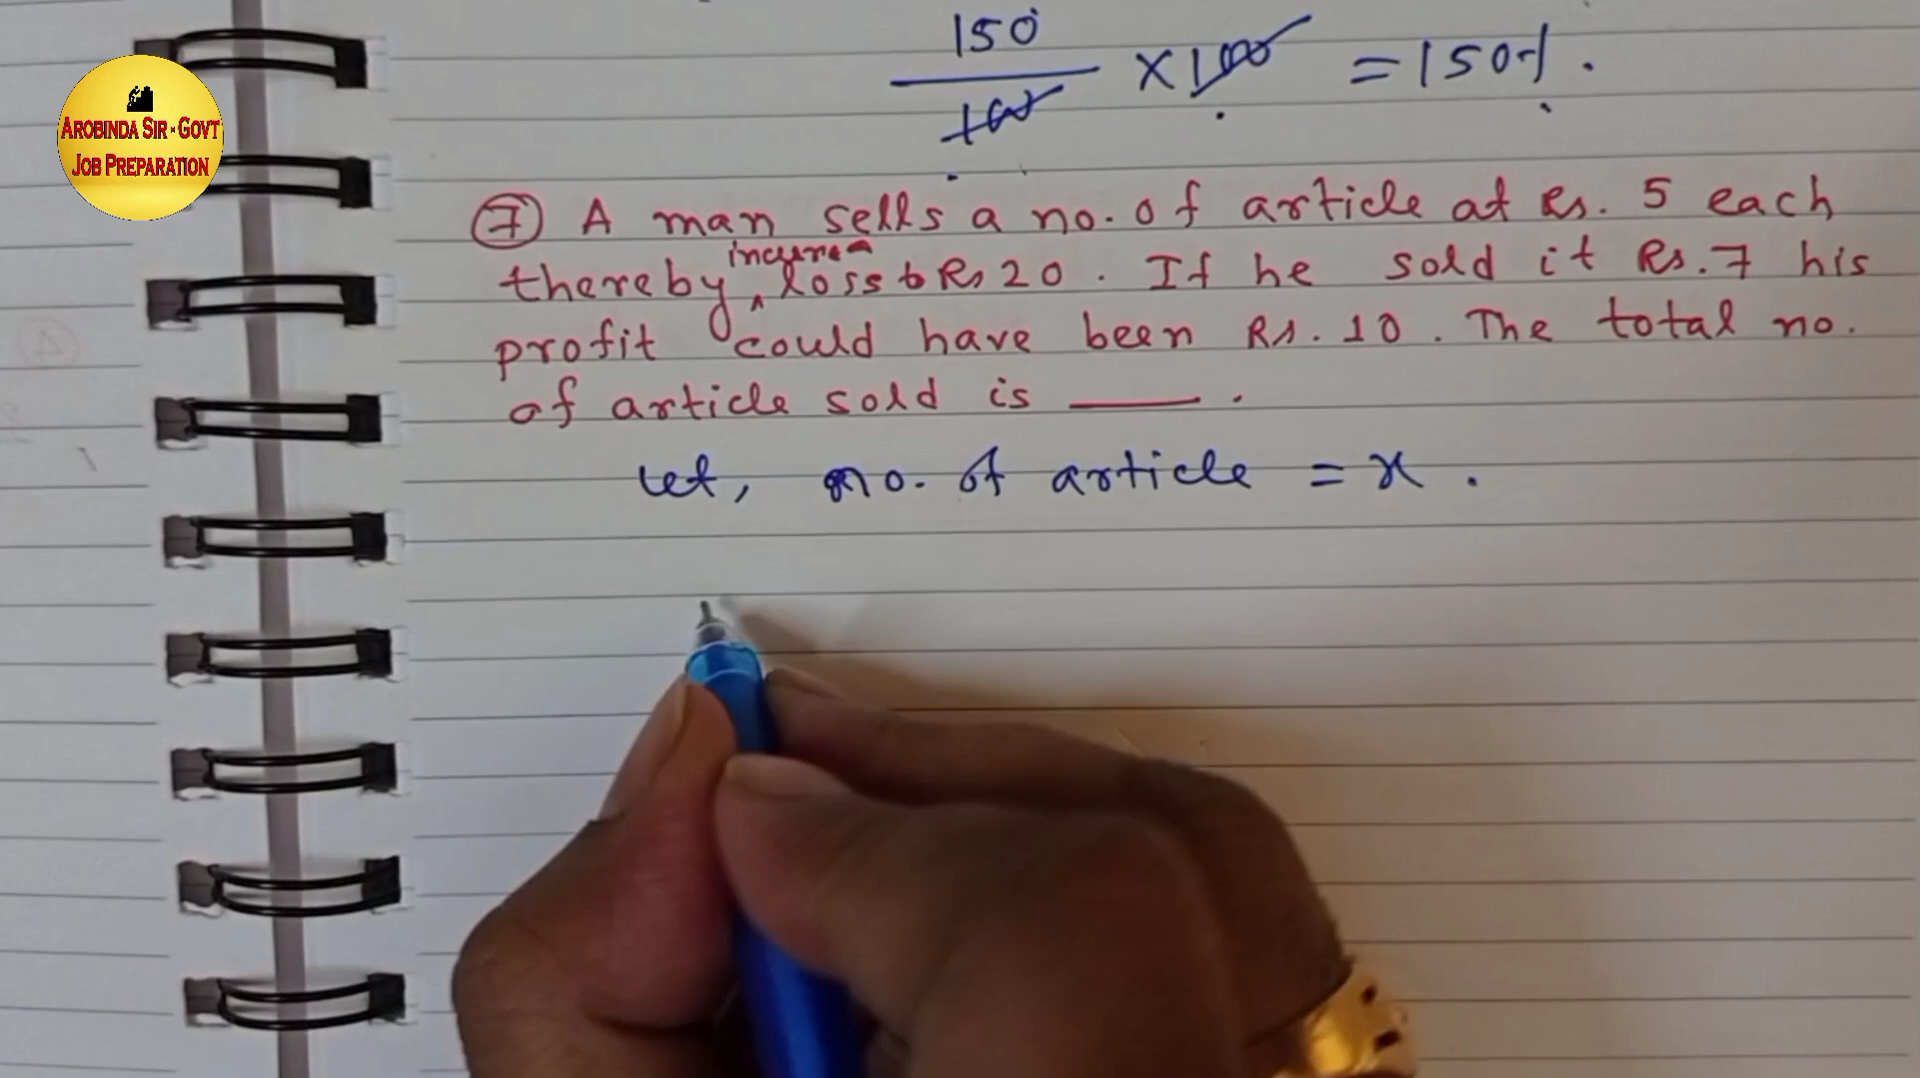 AROBINDA SIR - GOVT
JOB PREPARATION
150
100 × 100 = 150%.
⑦ A man sells a no. of article at Rs. 5 each
thereby incurred loss Rs 20. If he sold it Rs. 7 his
profit could have been Rs. 10. The total no.
of article sold is ____.
Let, no. of article = x.